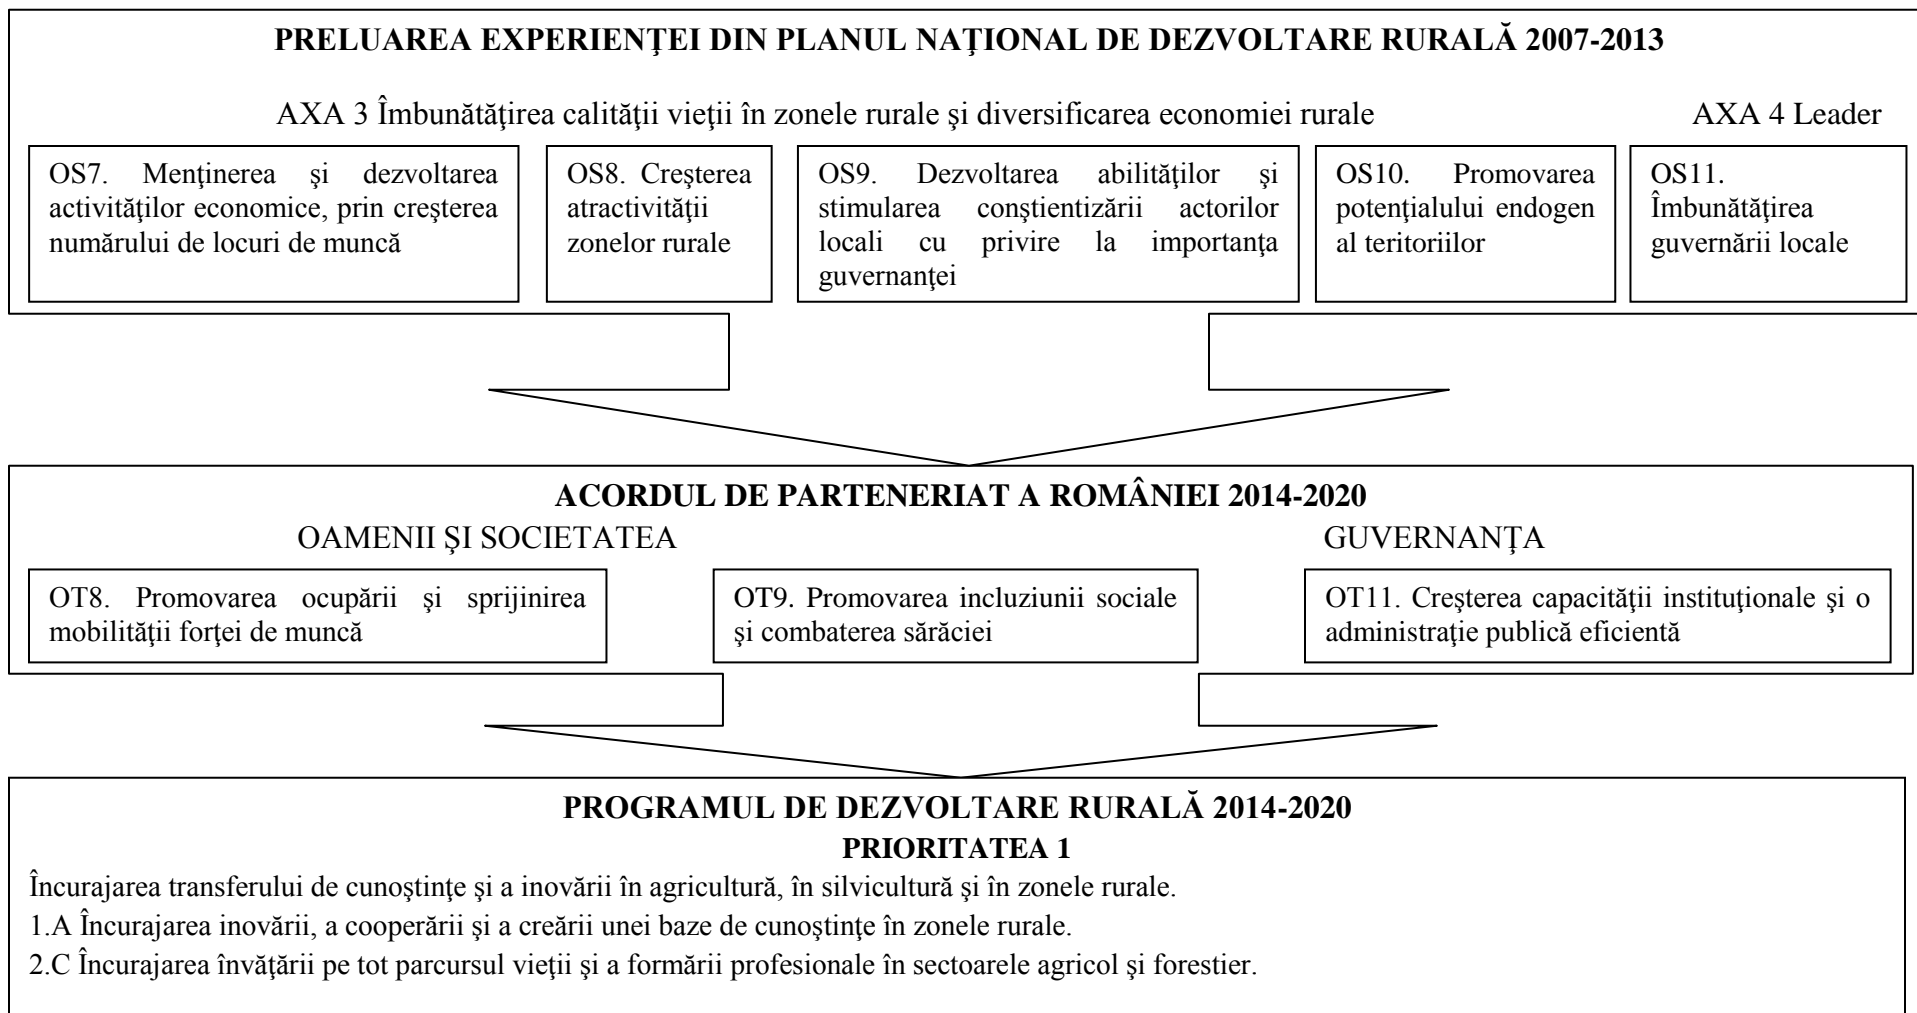 PRELUAREA EXPERIENŢEI DIN PLANUL NAŢIONAL DE DEZVOLTARE RURALĂ 2007-2013
AXA 3 Îmbunătăţirea calităţii vieţii în zonele rurale şi diversificarea economiei rurale
AXA 4 Leader
OS7. Menţinerea şi dezvoltarea
activităţilor economice, prin creşterea
numărului de locuri de muncă
OS8. Creşterea
atractivităţii
zonelor rurale
OS9. Dezvoltarea abilităţilor şi
stimularea conştientizării actorilor
locali cu privire la importanţa
guvernanţei
OS10. Promovarea
potenţialului endogen
al teritoriilor
OS11.
Îmbunătăţirea
guvernării locale
ACORDUL DE PARTENERIAT A ROMÂNIEI 2014-2020
OAMENII ŞI SOCIETATEA
GUVERNANŢA
OT8. Promovarea ocupării şi sprijinirea
mobilităţii forţei de muncă
OT9. Promovarea incluziunii sociale
şi combaterea sărăciei
OT11. Creşterea capacităţii instituţionale şi o
administraţie publică eficientă
PROGRAMUL DE DEZVOLTARE RURALĂ 2014-2020
PRIORITATEA 1
Încurajarea transferului de cunoştinţe şi a inovării în agricultură, în silvicultură şi în zonele rurale.
1.A Încurajarea inovării, a cooperării şi a creării unei baze de cunoştinţe în zonele rurale.
2.C Încurajarea învăţării pe tot parcursul vieţii şi a formării profesionale în sectoarele agricol şi forestier.